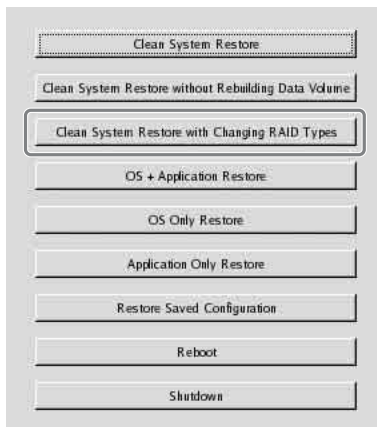 Clean System Restore
Clean System Restore without Rebuilding Data Volume
Clean System Restore with Changing RAID Types
OS + Application Restore
OS Only Restore
Application Only Restore
Restore Saved Configuration
Reboot
Shutdown